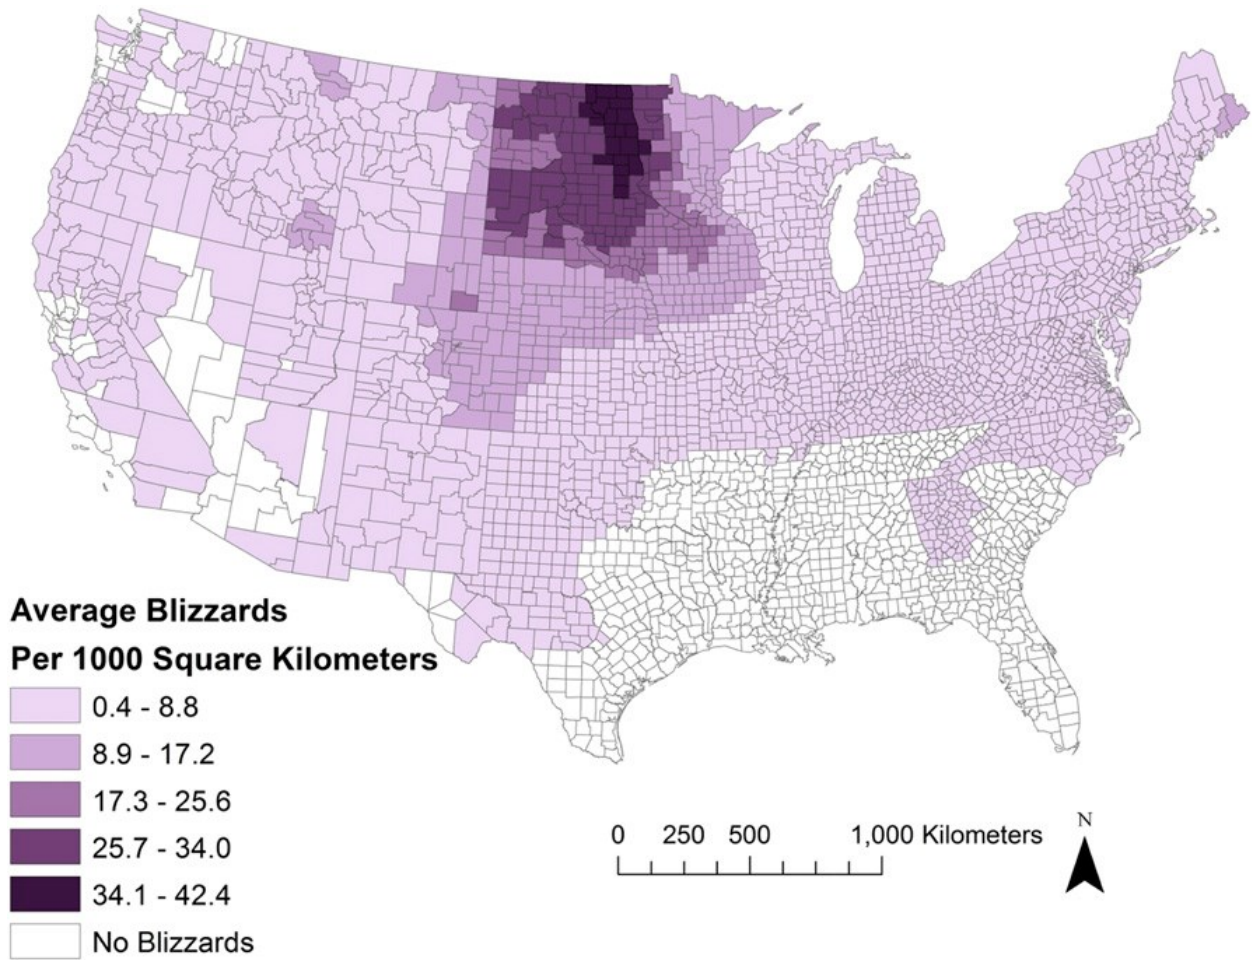 Average Blizzards
Per 1000 Square Kilometers
0.4 - 8.8
8.9 - 17.2
17.3 - 25.6
25.7 - 34.0
34.1 - 42.4
No Blizzards
0 250 500 1,000 Kilometers
N